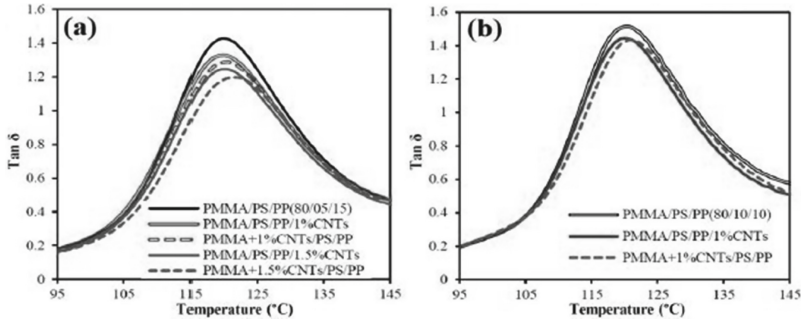 (a)
Tan δ
1.6
1.4
1.2
1
0.8
0.6
0.4
0.2
0
PMMA/PS/PP(80/05/15)
PMMA/PS/PP/1%CNTs
PMMA+1%CNTs/PS/PP
PMMA/PS/PP/1.5%CNTs
PMMA+1.5%CNTs/PS/PP
95 105 115 125 135 145
Temperature (°C)
(b)
Tan δ
1.6
1.4
1.2
1
0.8
0.6
0.4
0.2
0
PMMA/PS/PP(80/10/10)
PMMA/PS/PP/1%CNTs
PMMA+1%CNTs/PS/PP
95 105 115 125 135 145
Temperature (°C)